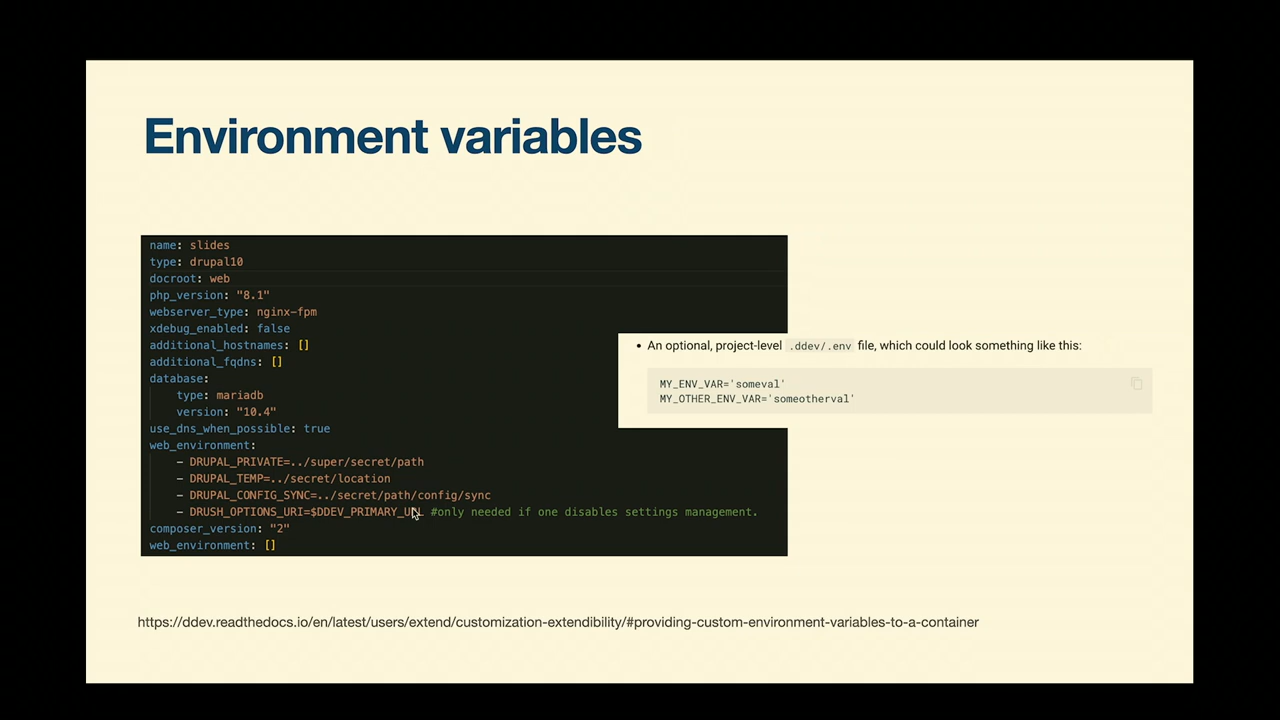 Environment variables
name: slides
type: drupal10
docroot: web
php_version: "8.1"
webserver_type: nginx-fpm
xdebug_enabled: false
additional_hostnames: []
additional_fqdns: []
database:
type: mariadb
version: "10.4"
use_dns_when_possible: true
web_environment:
- DRUPAL_PRIVATE=../super/secret/path
- DRUPAL_TEMP=../secret/location
- DRUPAL_CONFIG_SYNC=../secret/path/config/sync
- DRUSH_OPTIONS_URI=$DDEV_PRIMARY_URL #only needed if one disables settings management.
composer_version: "2"
web_environment: []
• An optional, project-level .ddev/.env file, which could look something like this:
MY_ENV_VAR='someval'
MY_OTHER_ENV_VAR='someotherval'
https://ddev.readthedocs.io/en/latest/users/extend/customization-extendibility/#providing-custom-environment-variables-to-a-container